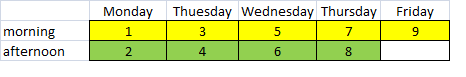 Monday Thuesday Wednesday Thursday Friday
morning 1 3 5 7 9
afternoon 2 4 6 8